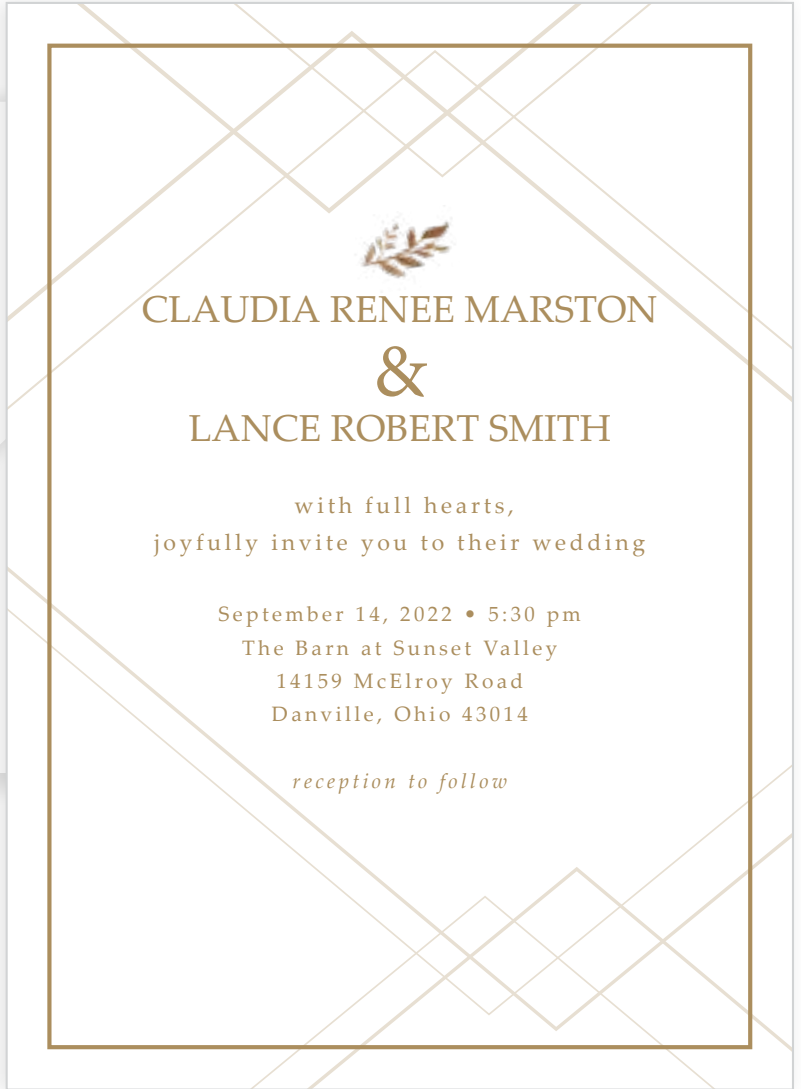 CLAUDIA RENEE MARSTON
&
LANCE ROBERT SMITH
with full hearts,
joyfully invite you to their wedding
September 14, 2022 • 5:30 pm
The Barn at Sunset Valley
14159 McElroy Road
Danville, Ohio 43014
reception to follow